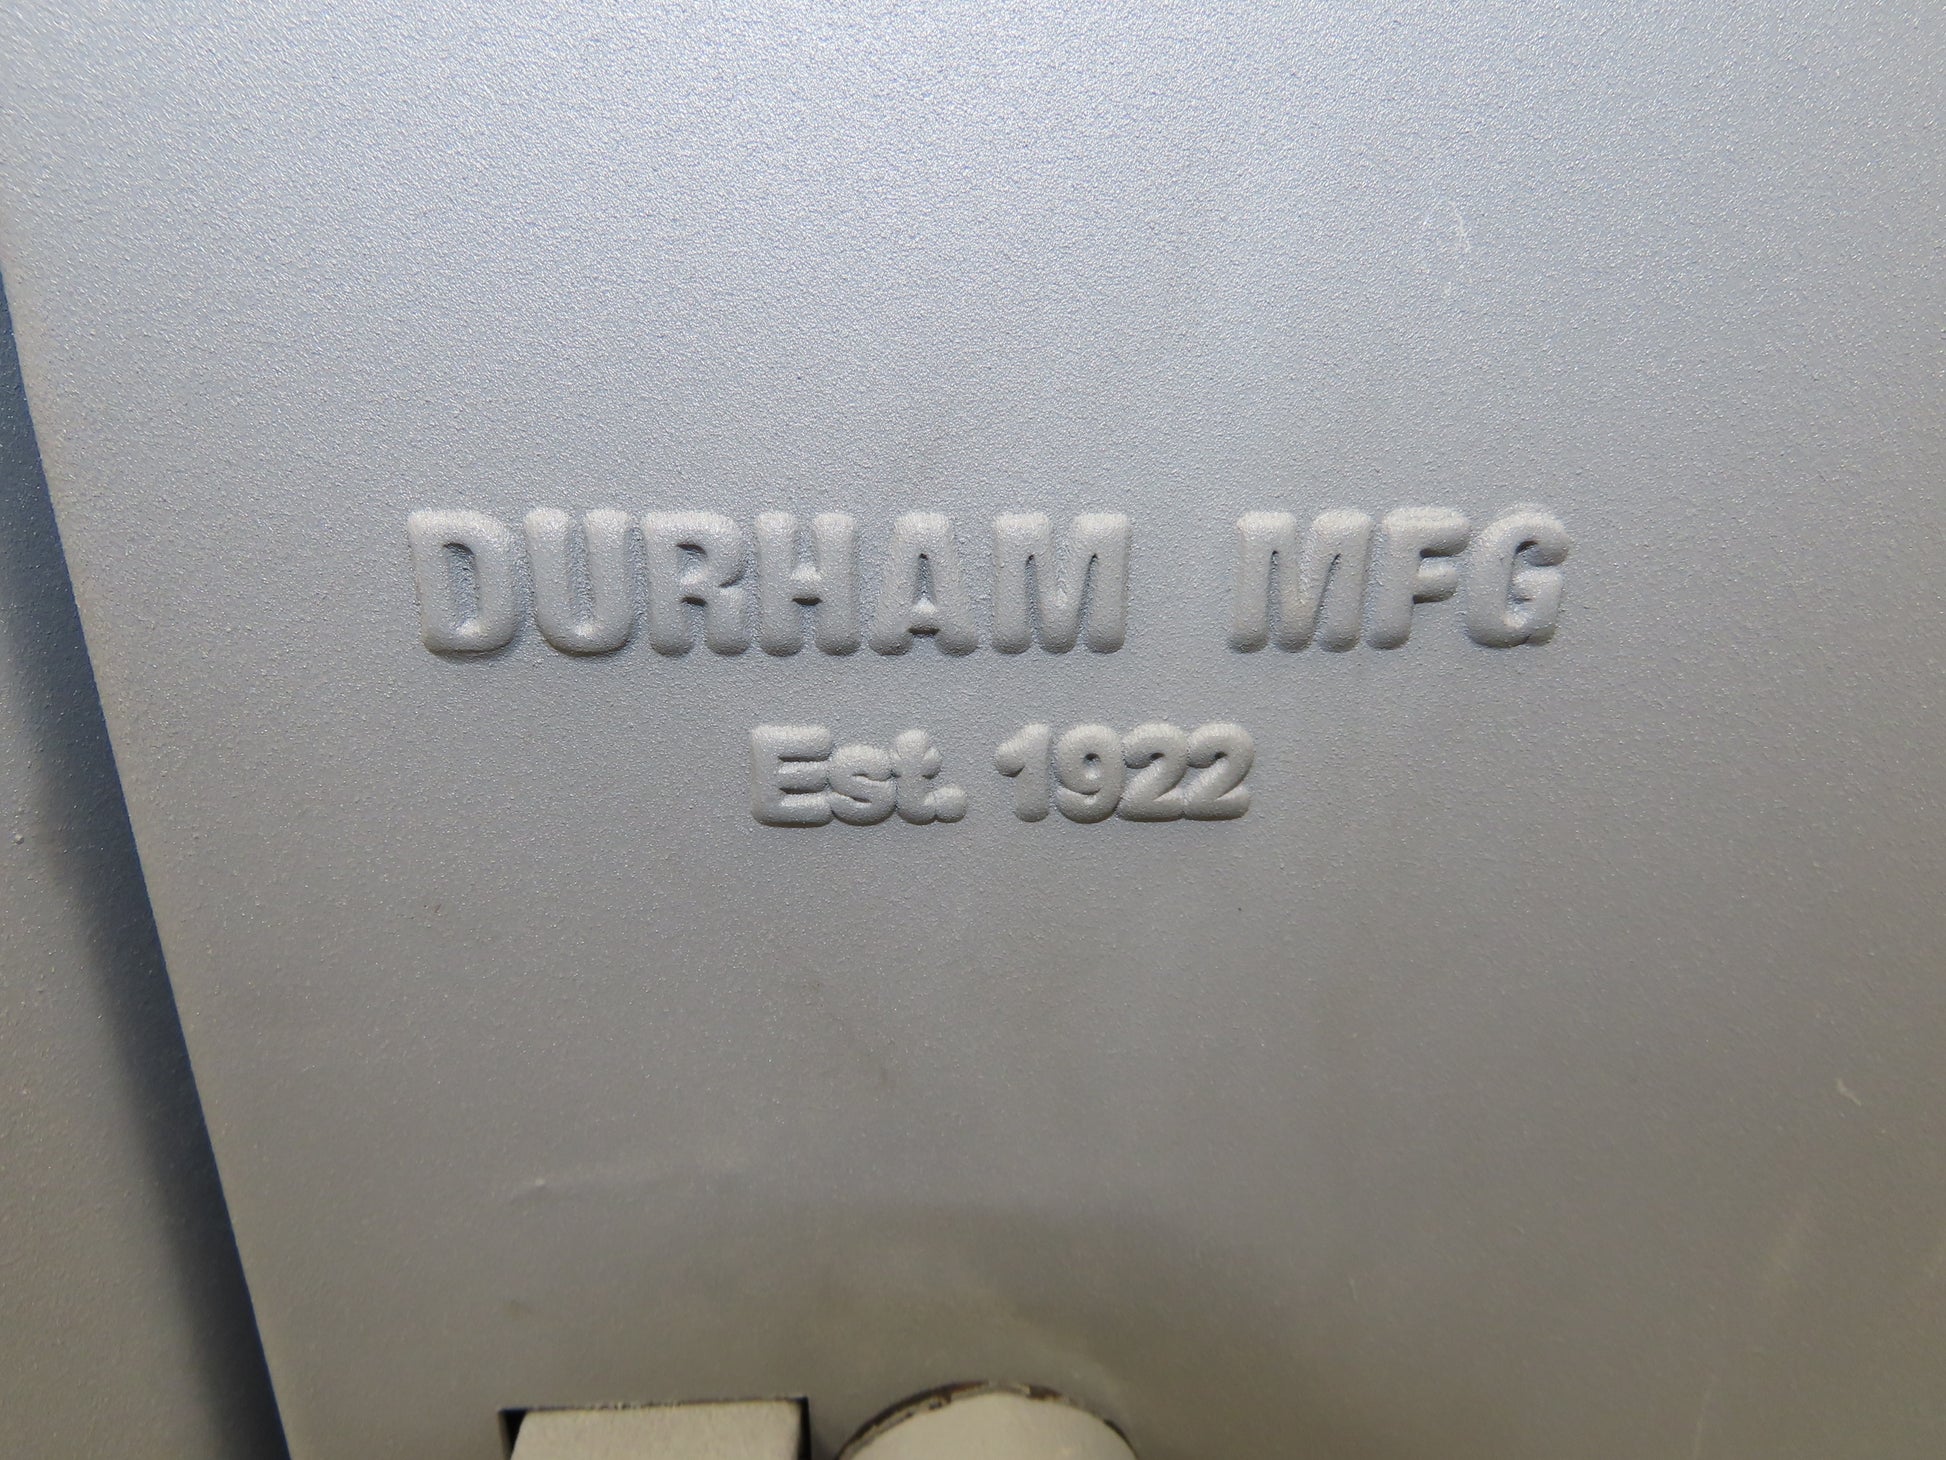 DURHAM MFG
Est. 1922